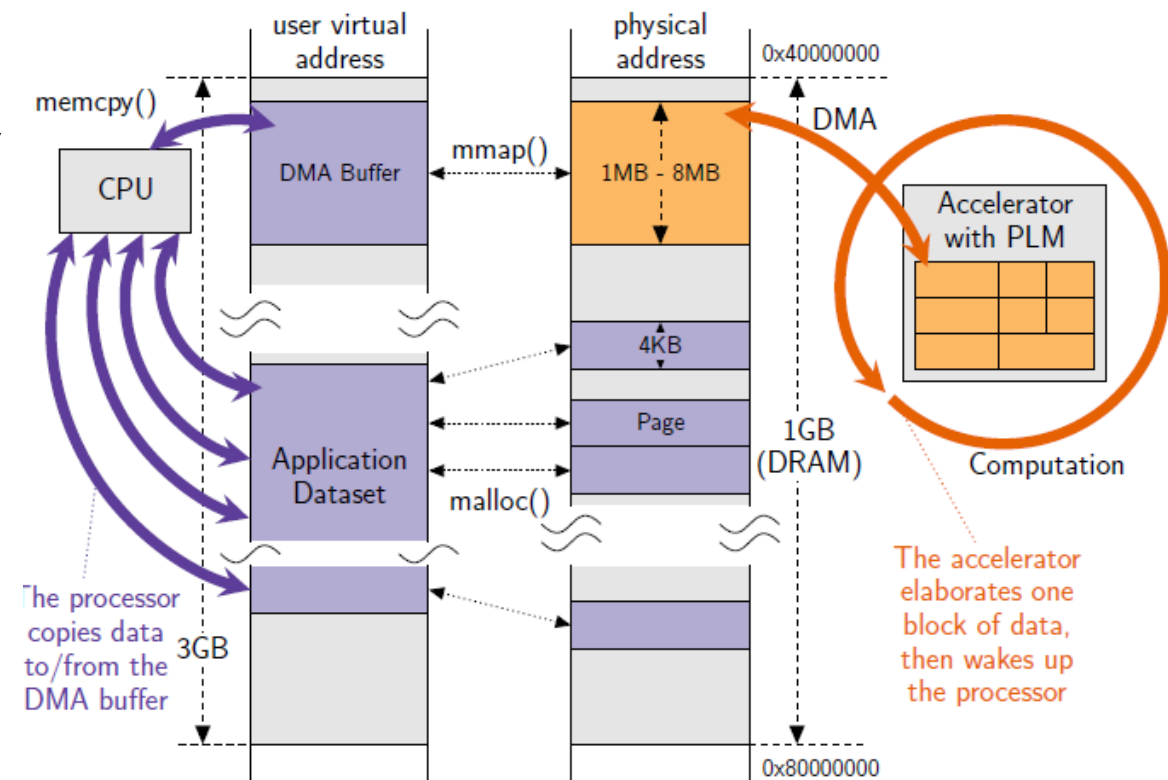 user virtual
address
physical
address
0x40000000
memcpy()
DMA
CPU
DMA Buffer
mmap()
1MB - 8MB
Accelerator
with PLM
4KB
Page
1GB
(DRAM)
Computation
Application
Dataset
malloc()
The accelerator
elaborates one
block of data,
then wakes up
the processor
The processor
copies data
to/from the
DMA buffer
3GB
0x80000000